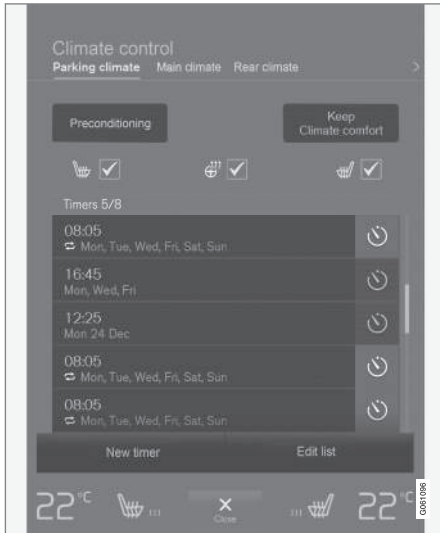 Climate control
Parking climate Main climate Rear climate
Preconditioning
Keep
Climate comfort
Timers 5/8
08:05
Mon, Tue, Wed, Fri, Sat, Sun
16:45
Mon, Wed, Fri
12:25
Mon 24 Dec
08:05
Mon, Tue, Wed, Fri, Sat, Sun
08:05
Mon, Tue, Wed, Fri, Sat, Sun
New timer Edit list
22°C 22°C
Close
G061096